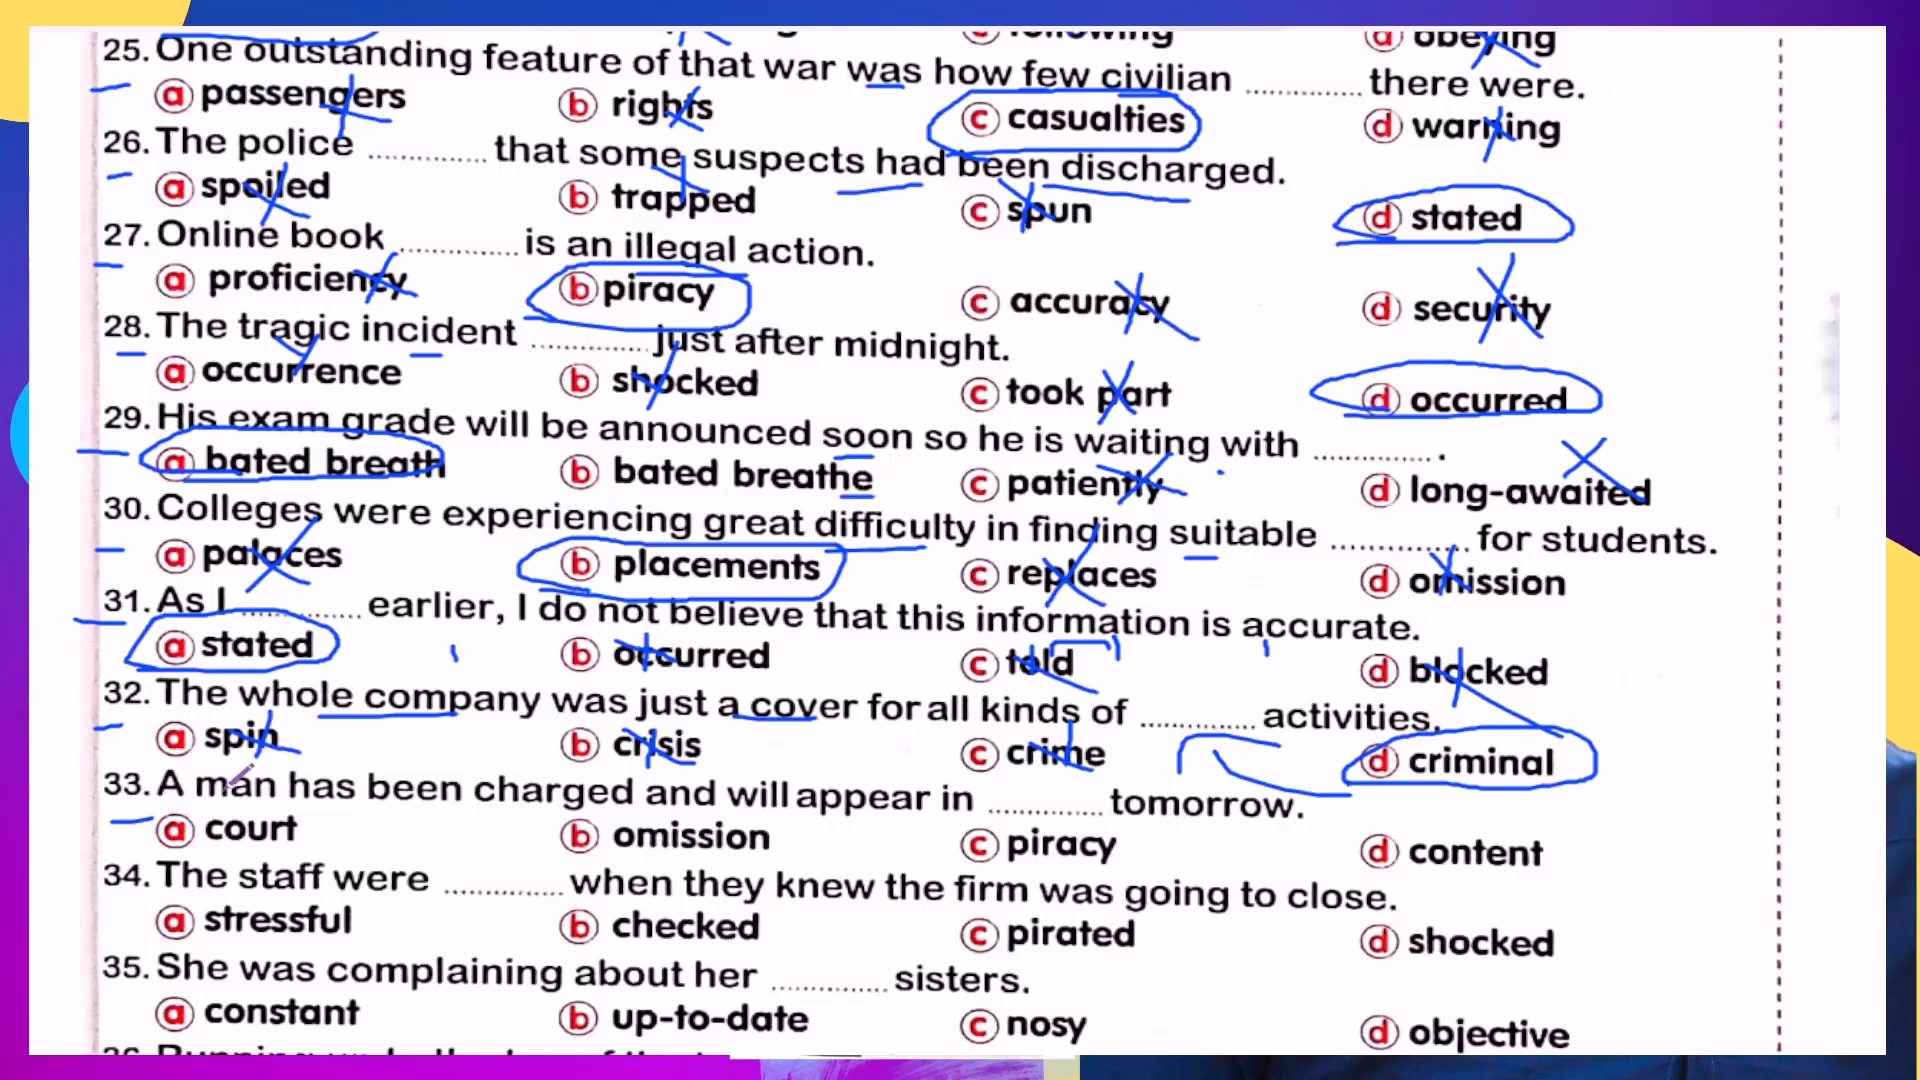 c following d obeying
25. One outstanding feature of that war was how few civilian ............ there were.
a passengers b rights c casualties d warning
26. The police ............ that some suspects had been discharged.
a spoiled b trapped c spun d stated
27. Online book ............ is an illegal action.
a proficiency b piracy c accuracy d security
28. The tragic incident ............ just after midnight.
a occurrence b shocked c took part d occurred
29. His exam grade will be announced soon so he is waiting with ............ .
a bated breath b bated breathe c patiently d long-awaited
30. Colleges were experiencing great difficulty in finding suitable ............ for students.
a palaces b placements c replaces d omission
31. As I ............ earlier, I do not believe that this information is accurate.
a stated b occurred c told d blocked
32. The whole company was just a cover for all kinds of ............ activities.
a spin b crisis c crime d criminal
33. A man has been charged and will appear in ............ tomorrow.
a court b omission c piracy d content
34. The staff were ............ when they knew the firm was going to close.
a stressful b checked c pirated d shocked
35. She was complaining about her ............ sisters.
a constant b up-to-date c nosy d objective